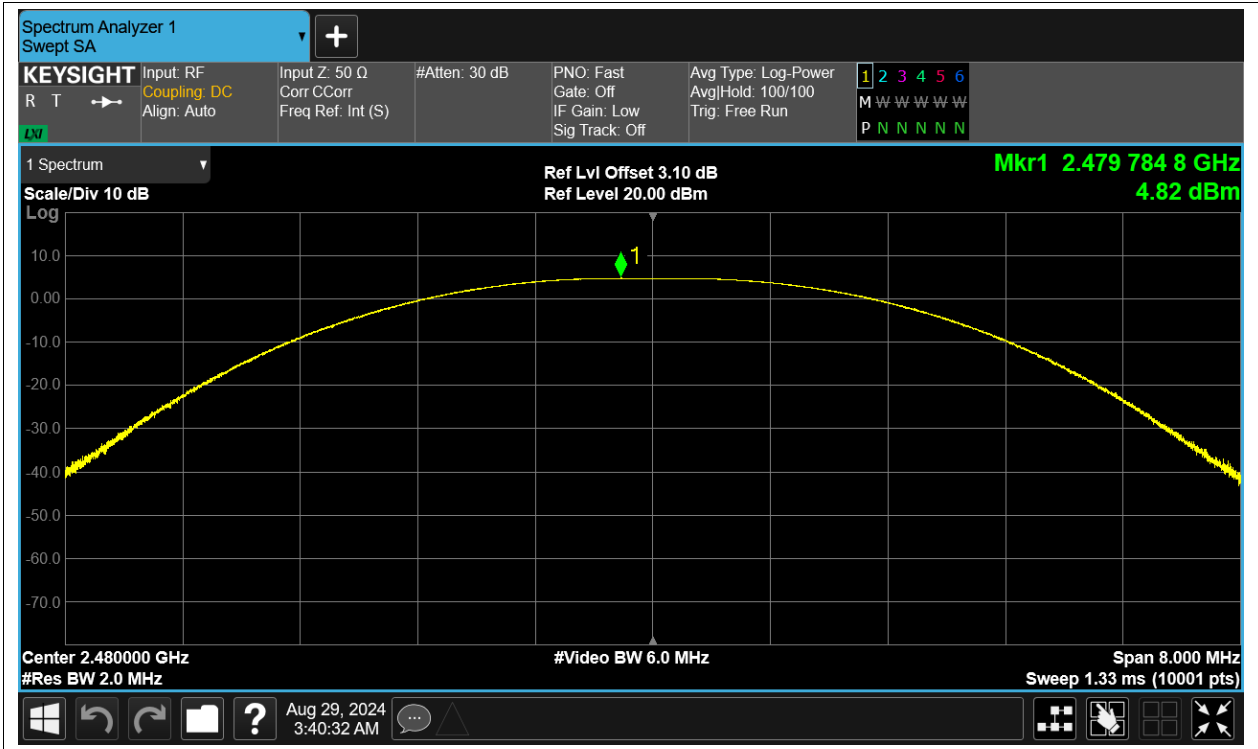 Spectrum Analyzer 1
Swept SA
+
KEYSIGHT
R T
LXI
Input: RF
Coupling: DC
Align: Auto
Input Z: 50 Ω
Corr CCorr
Freq Ref: Int (S)
#Atten: 30 dB
PNO: Fast
Gate: Off
IF Gain: Low
Sig Track: Off
Avg Type: Log-Power
Avg|Hold: 100/100
Trig: Free Run
1 2 3 4 5 6
M W W W W W
P N N N N N
1 Spectrum
Scale/Div 10 dB
Log
Ref Lvl Offset 3.10 dB
Ref Level 20.00 dBm
Mkr1 2.479 784 8 GHz
4.82 dBm
1
10.0
0.00
-10.0
-20.0
-30.0
-40.0
-50.0
-60.0
-70.0
Center 2.480000 GHz
#Res BW 2.0 MHz
#Video BW 6.0 MHz
Span 8.000 MHz
Sweep 1.33 ms (10001 pts)
?
Aug 29, 2024
3:40:32 AM